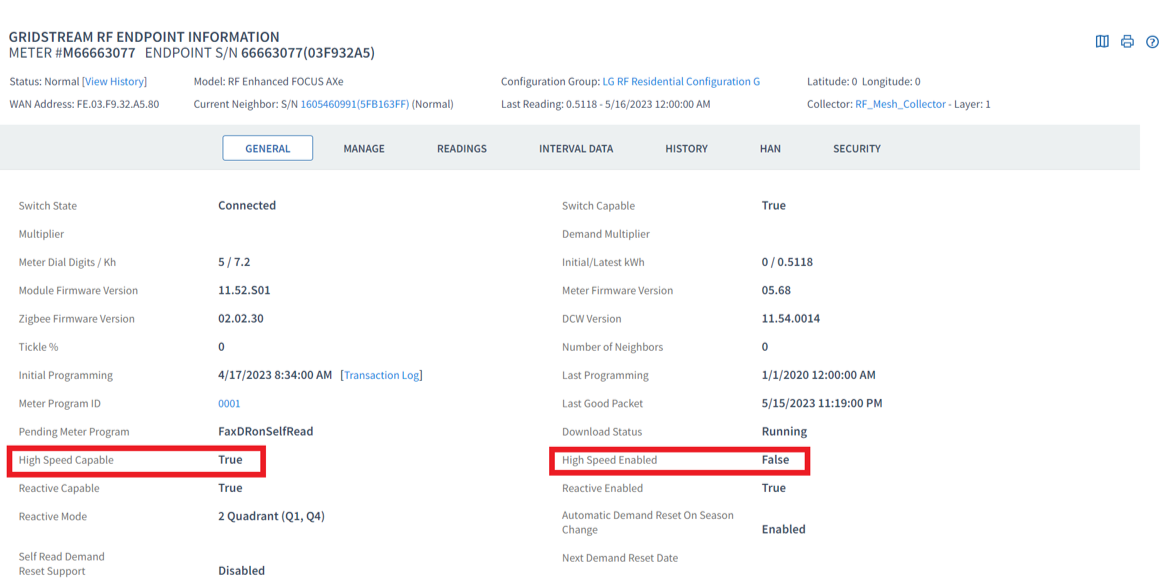 GRIDSTREAM RF ENDPOINT INFORMATION
METER #M66663077 ENDPOINT S/N 66663077(03F932A5)
Status: Normal [View History] Model: RF Enhanced FOCUS AXe Configuration Group: LG RF Residential Configuration G Latitude: 0 Longitude: 0
WAN Address: FE.03.F9.32.A5.80 Current Neighbor: S/N 1605460991(5FB163FF) (Normal) Last Reading: 0.5118 - 5/16/2023 12:00:00 AM Collector: RF_Mesh_Collector - Layer: 1
GENERAL MANAGE READINGS INTERVAL DATA HISTORY HAN SECURITY
Switch State Connected Switch Capable True
Multiplier Demand Multiplier
Meter Dial Digits / Kh 5 / 7.2 Initial/Latest kWh 0 / 0.5118
Module Firmware Version 11.52.S01 Meter Firmware Version 05.68
Zigbee Firmware Version 02.02.30 DCW Version 11.54.0014
Tickle % 0 Number of Neighbors 0
Initial Programming 4/17/2023 8:34:00 AM [Transaction Log] Last Programming 1/1/2020 12:00:00 AM
Meter Program ID 0001 Last Good Packet 5/15/2023 11:19:00 PM
Pending Meter Program FaxDRonSelfRead Download Status Running
High Speed Capable True High Speed Enabled False
Reactive Capable True Reactive Enabled True
Reactive Mode 2 Quadrant (Q1, Q4) Automatic Demand Reset On Season
Change Enabled
Self Read Demand Next Demand Reset Date
Reset Support Disabled